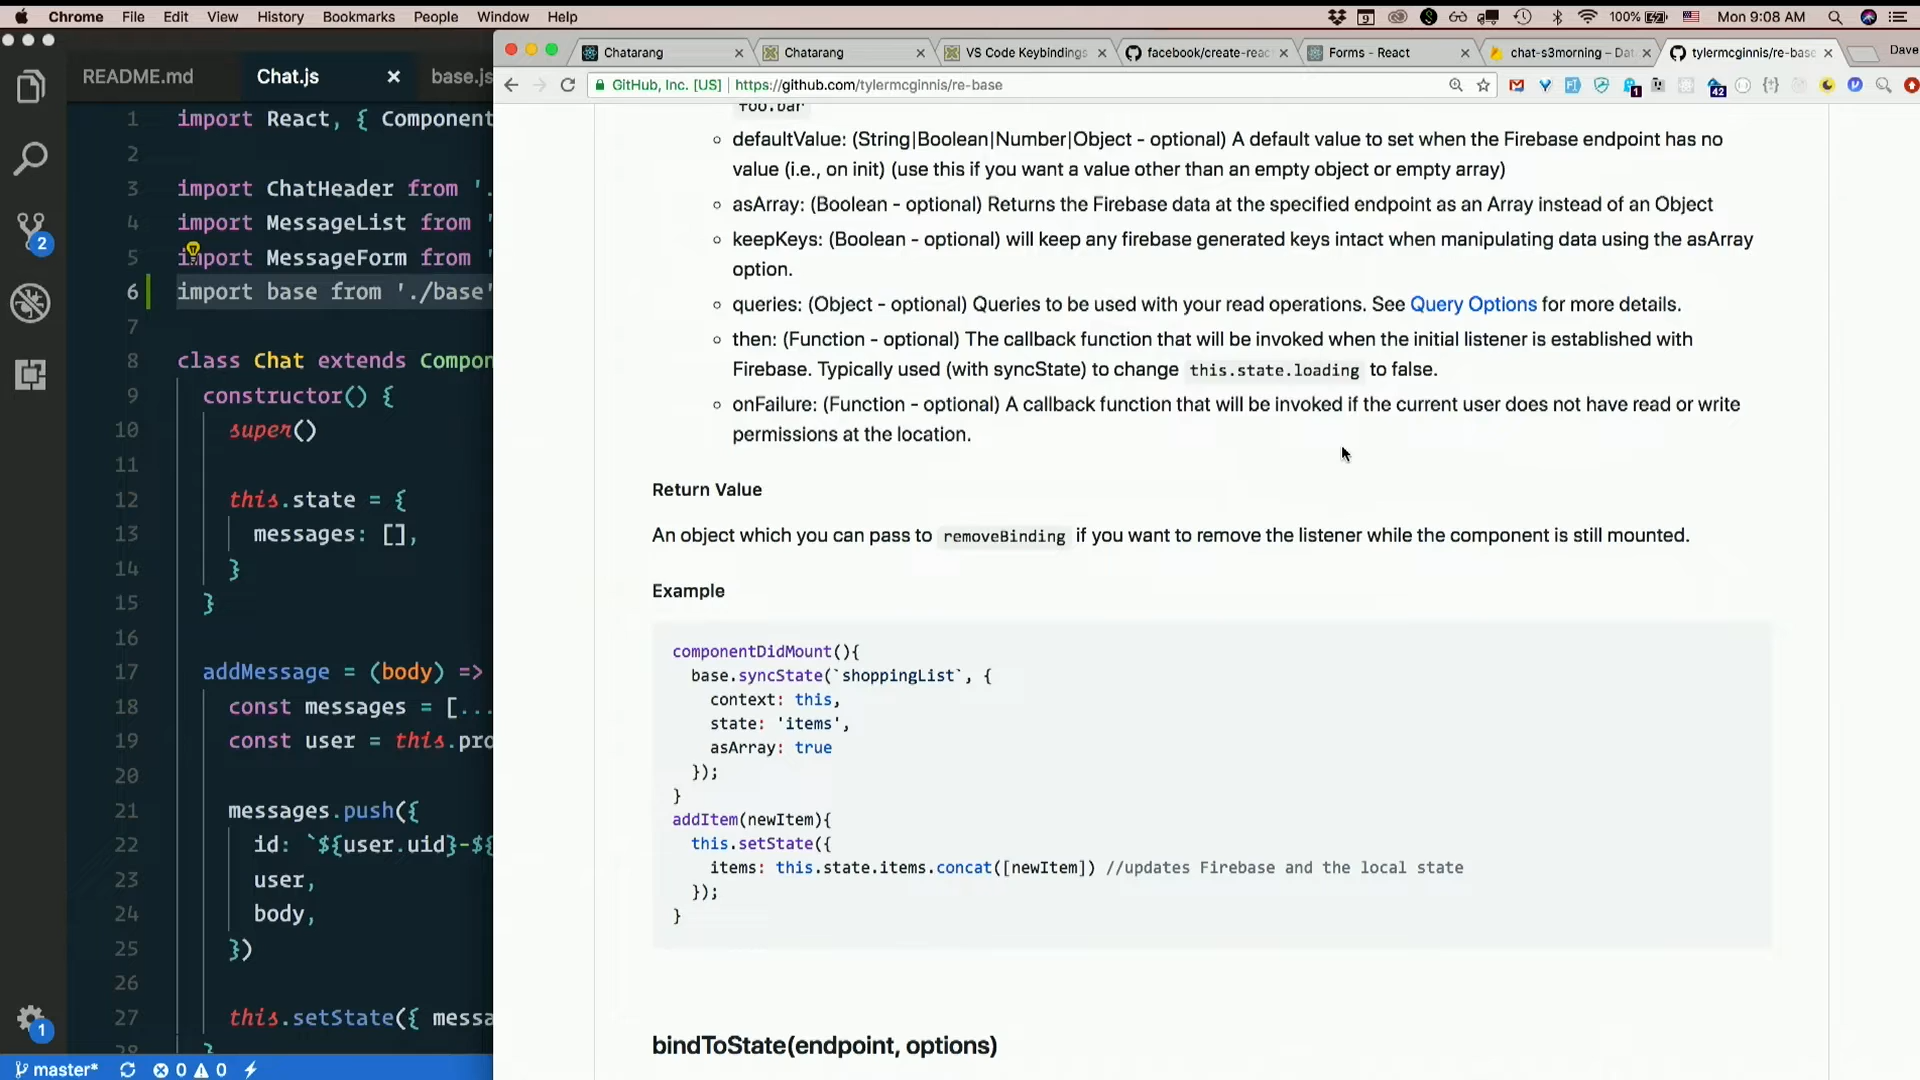 Chrome File Edit View History Bookmarks People Window Help
9
100%
Mon 9:08 AM
Chatarang
Chatarang
VS Code Keybindings
facebook/create-reac
Forms - React
chat-s3morning – Dat
tylermcginnis/re-base
Dave
GitHub, Inc. [US] https://github.com/tylermcginnis/re-base
1
42
README.md
Chat.js
base.js
2
1
1 import React, { Component
2
3 import ChatHeader from '.
4 import MessageList from '
5 import MessageForm from '
6 import base from './base'
7
8 class Chat extends Compon
9 constructor() {
10 super()
11
12 this.state = {
13 messages: [],
14 }
15 }
16
17 addMessage = (body) =>
18 const messages = [...
19 const user = this.pro
20
21 messages.push({
22 id: `${user.uid}-${
23 user,
24 body,
25 })
26
27 this.setState({ messa
28 }
master* 0 0
foo.bar
defaultValue: (String|Boolean|Number|Object - optional) A default value to set when the Firebase endpoint has no
value (i.e., on init) (use this if you want a value other than an empty object or empty array)
asArray: (Boolean - optional) Returns the Firebase data at the specified endpoint as an Array instead of an Object
keepKeys: (Boolean - optional) will keep any firebase generated keys intact when manipulating data using the asArray
option.
queries: (Object - optional) Queries to be used with your read operations. See Query Options for more details.
then: (Function - optional) The callback function that will be invoked when the initial listener is established with
Firebase. Typically used (with syncState) to change this.state.loading to false.
onFailure: (Function - optional) A callback function that will be invoked if the current user does not have read or write
permissions at the location.
Return Value
An object which you can pass to removeBinding if you want to remove the listener while the component is still mounted.
Example
componentDidMount(){
base.syncState(`shoppingList`, {
context: this,
state: 'items',
asArray: true
});
}
addItem(newItem){
this.setState({
items: this.state.items.concat([newItem]) //updates Firebase and the local state
});
}
bindToState(endpoint, options)